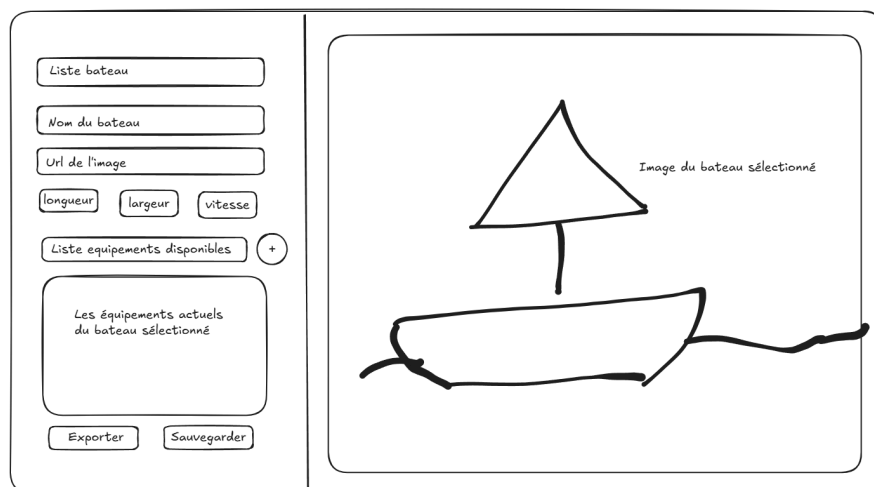 Liste bateau
Nom du bateau
Url de l'image
longueur
largeur
vitesse
Liste equipements disponibles
+
Les équipements actuels
du bateau sélectionné
Exporter
Sauvegarder
Image du bateau sélectionné